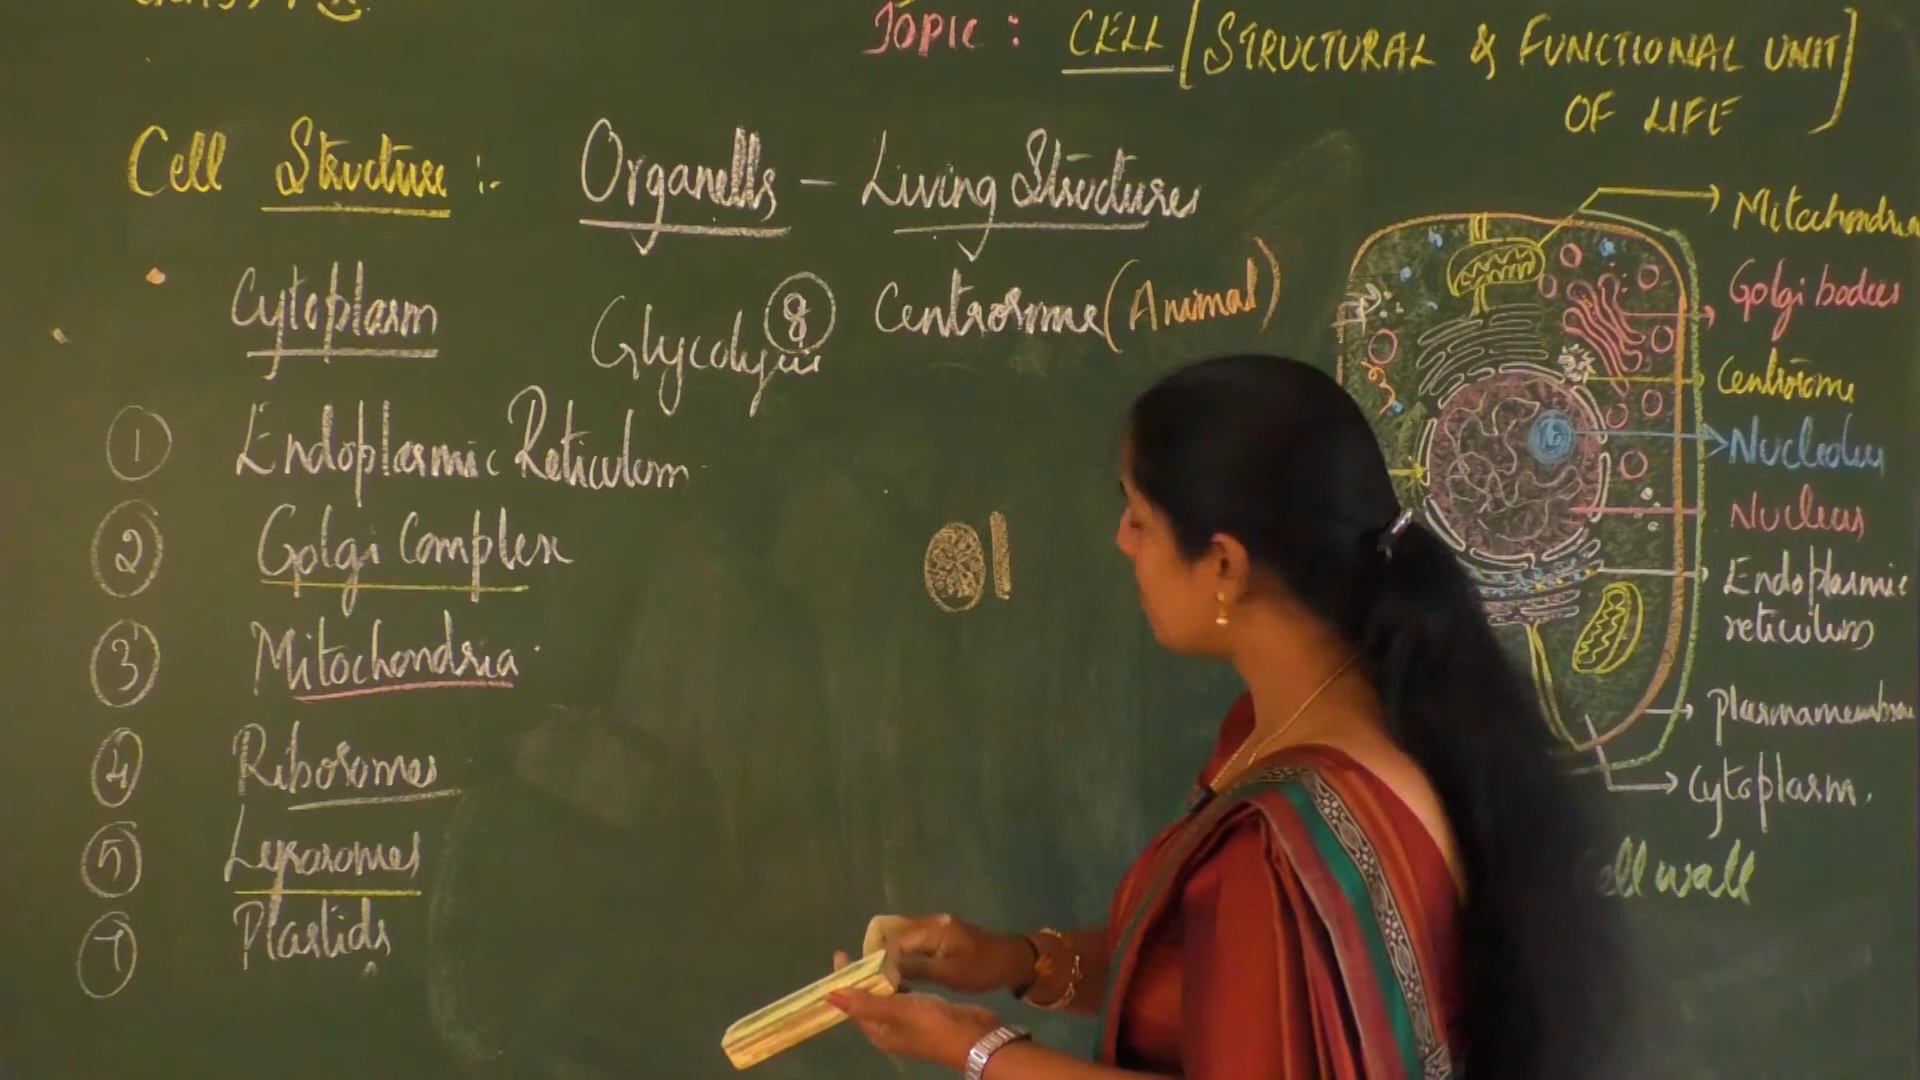 TOPIC : CELL [STRUCTURAL & FUNCTIONAL UNIT]
OF LIFE
Cell Structure :- Organells - Living Structures
Cytoplasm Glycolysis 8 Centrosome (Animal)
1 Endoplasmic Reticulum
2 Golgi Complex
3 Mitochondria
4 Ribosomes
5 Lysosomes
7 Plastids
Mitochondria
Golgi bodies
Centrosome
Nucleolus
Nucleus
Endoplasmic
reticulum
Plasmamembrane
Cytoplasm.
wall